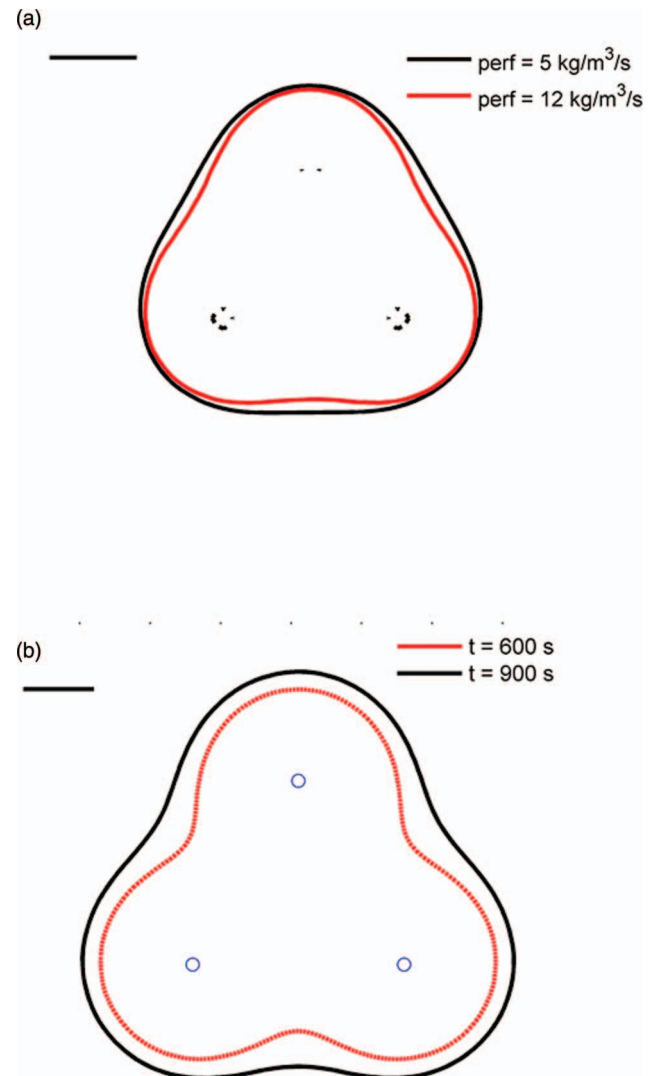 (a)
perf = 5 kg/m³/s
perf = 12 kg/m³/s
(b)
t = 600 s
t = 900 s